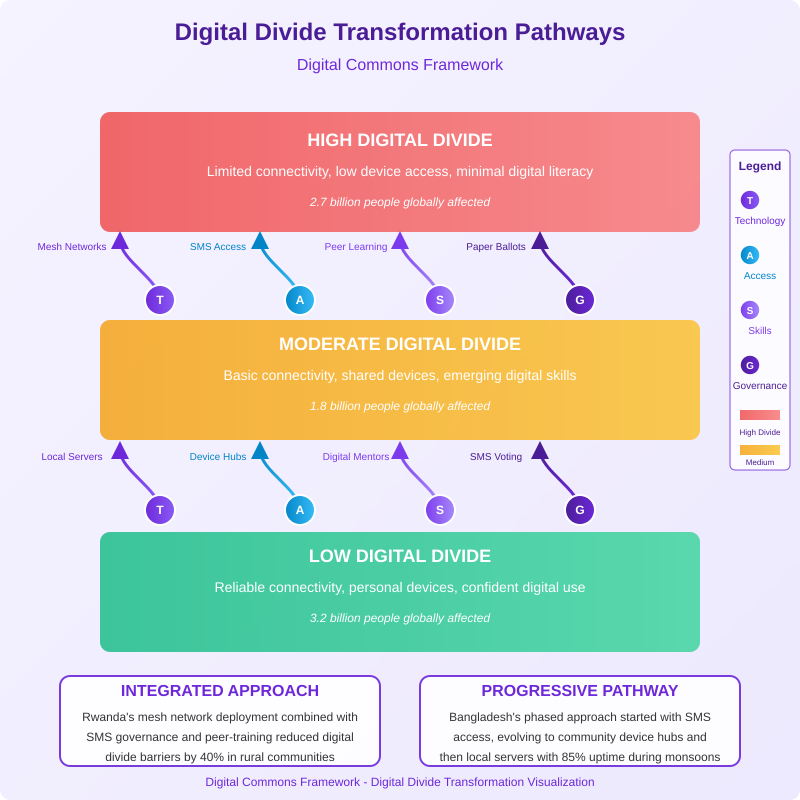 Digital Divide Transformation Pathways
Digital Commons Framework
HIGH DIGITAL DIVIDE
Limited connectivity, low device access, minimal digital literacy
2.7 billion people globally affected
Mesh Networks
SMS Access
Peer Learning
Paper Ballots
T
A
S
G
MODERATE DIGITAL DIVIDE
Basic connectivity, shared devices, emerging digital skills
1.8 billion people globally affected
Local Servers
Device Hubs
Digital Mentors
SMS Voting
T
A
S
G
LOW DIGITAL DIVIDE
Reliable connectivity, personal devices, confident digital use
3.2 billion people globally affected
Legend
T
Technology
A
Access
S
Skills
G
Governance
High Divide
Medium
INTEGRATED APPROACH
Rwanda's mesh network deployment combined with
SMS governance and peer-training reduced digital
divide barriers by 40% in rural communities
PROGRESSIVE PATHWAY
Bangladesh's phased approach started with SMS
access, evolving to community device hubs and
then local servers with 85% uptime during monsoons
Digital Commons Framework - Digital Divide Transformation Visualization